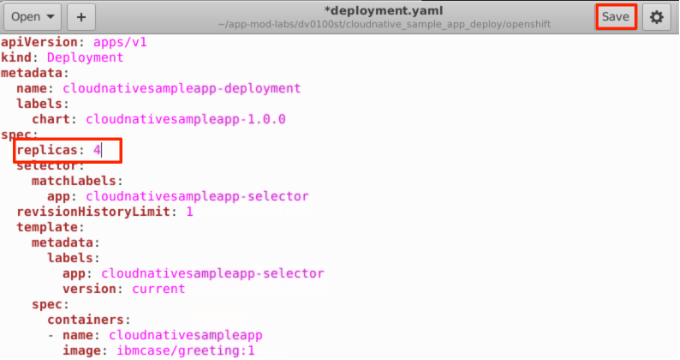 Open
*deployment.yaml
~/app-mod-labs/dv0100st/cloudnative_sample_app_deploy/openshift
Save
apiVersion: apps/v1
kind: Deployment
metadata:
  name: cloudnativesampleapp-deployment
  labels:
    chart: cloudnativesampleapp-1.0.0
spec:
  replicas: 4
  selector:
    matchLabels:
      app: cloudnativesampleapp-selector
  revisionHistoryLimit: 1
  template:
    metadata:
      labels:
        app: cloudnativesampleapp-selector
        version: current
    spec:
      containers:
      - name: cloudnativesampleapp
        image: ibmcase/greeting:1